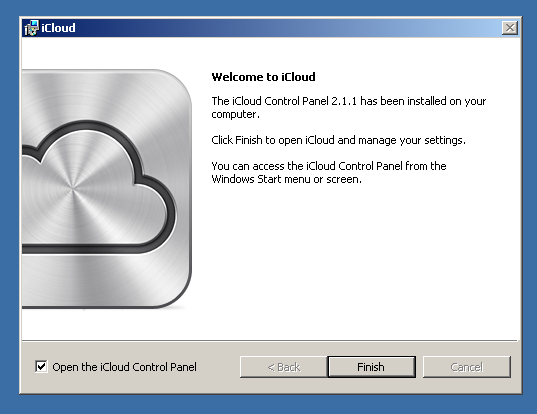 iCloud
Welcome to iCloud
The iCloud Control Panel 2.1.1 has been installed on your
computer.
Click Finish to open iCloud and manage your settings.
You can access the iCloud Control Panel from the
Windows Start menu or screen.
Open the iCloud Control Panel
< Back
Finish
Cancel